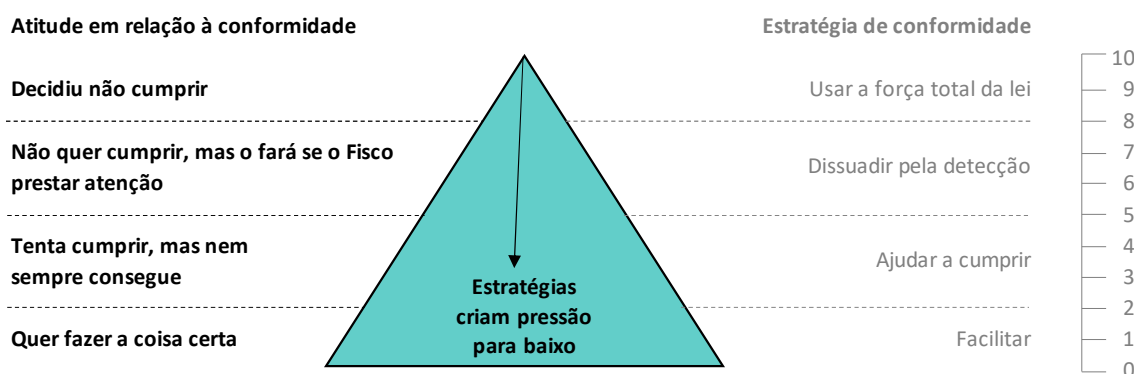 Atitude em relação à conformidade
Estratégia de conformidade
10
Decidiu não cumprir
Usar a força total da lei
9
8
Não quer cumprir, mas o fará se o Fisco
prestar atenção
Dissuadir pela detecção
7
6
5
Tenta cumprir, mas nem
sempre consegue
Ajudar a cumprir
4
3
Estratégias
criam pressão
para baixo
2
Quer fazer a coisa certa
Facilitar
1
0